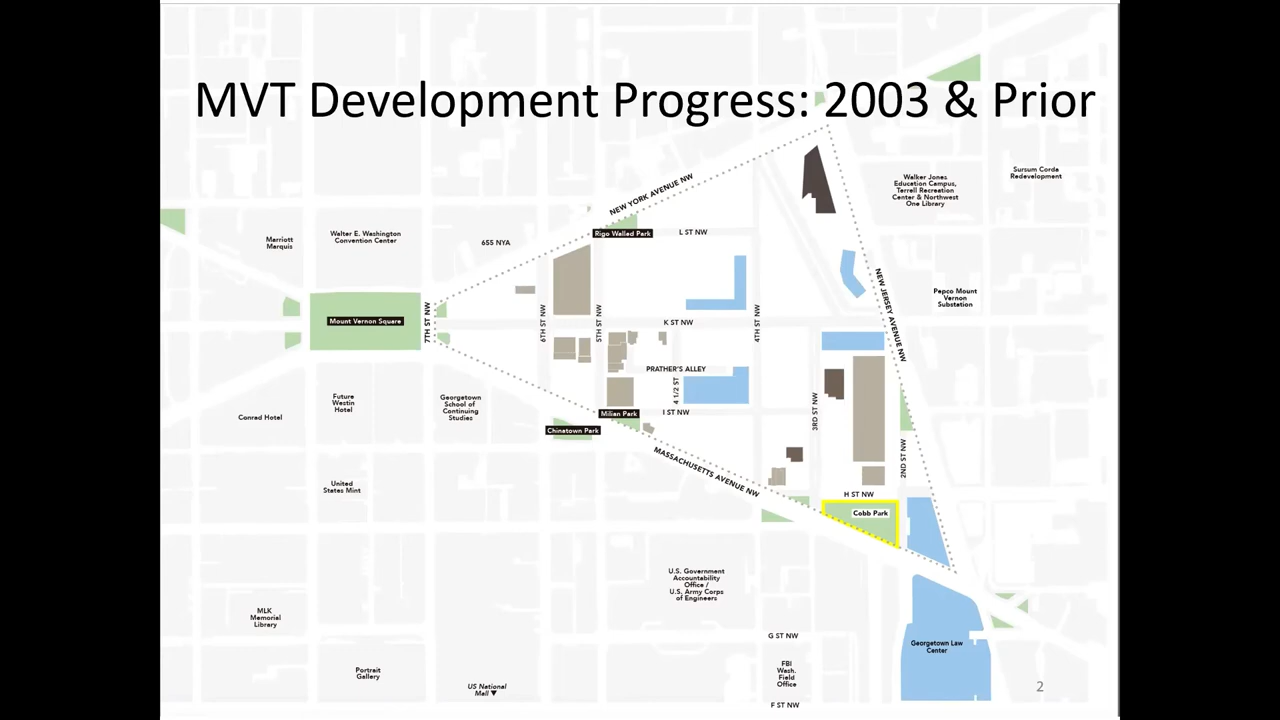 MVT Development Progress: 2003 & Prior
Sursum Corda
Redevelopment
Walker Jones
Education Campus,
Terrell Recreation
Center & Northwest
One Library
NEW YORK AVENUE NW
Rigo Walled Park
L ST NW
Marriott
Marquis
Walter E. Washington
Convention Center
655 NYA
NEW JERSEY AVENUE NW
Pepco Mount
Vernon
Substation
Mount Vernon Square
7TH ST NW
6TH ST NW
5TH ST NW
K ST NW
4TH ST NW
PRATHER'S ALLEY
4 1/2 ST
3RD ST NW
Future
Westin
Hotel
Georgetown
School of
Continuing
Studies
Conrad Hotel
Milian Park
I ST NW
Chinatown Park
2ND ST NW
MASSACHUSETTS AVENUE NW
United
States Mint
H ST NW
Cobb Park
U.S. Government
Accountability
Office /
U.S. Army Corps
of Engineers
MLK
Memorial
Library
G ST NW
Georgetown Law
Center
Portrait
Gallery
FBI
Wash.
Field
Office
US National
Mall ▼
2
F ST NW